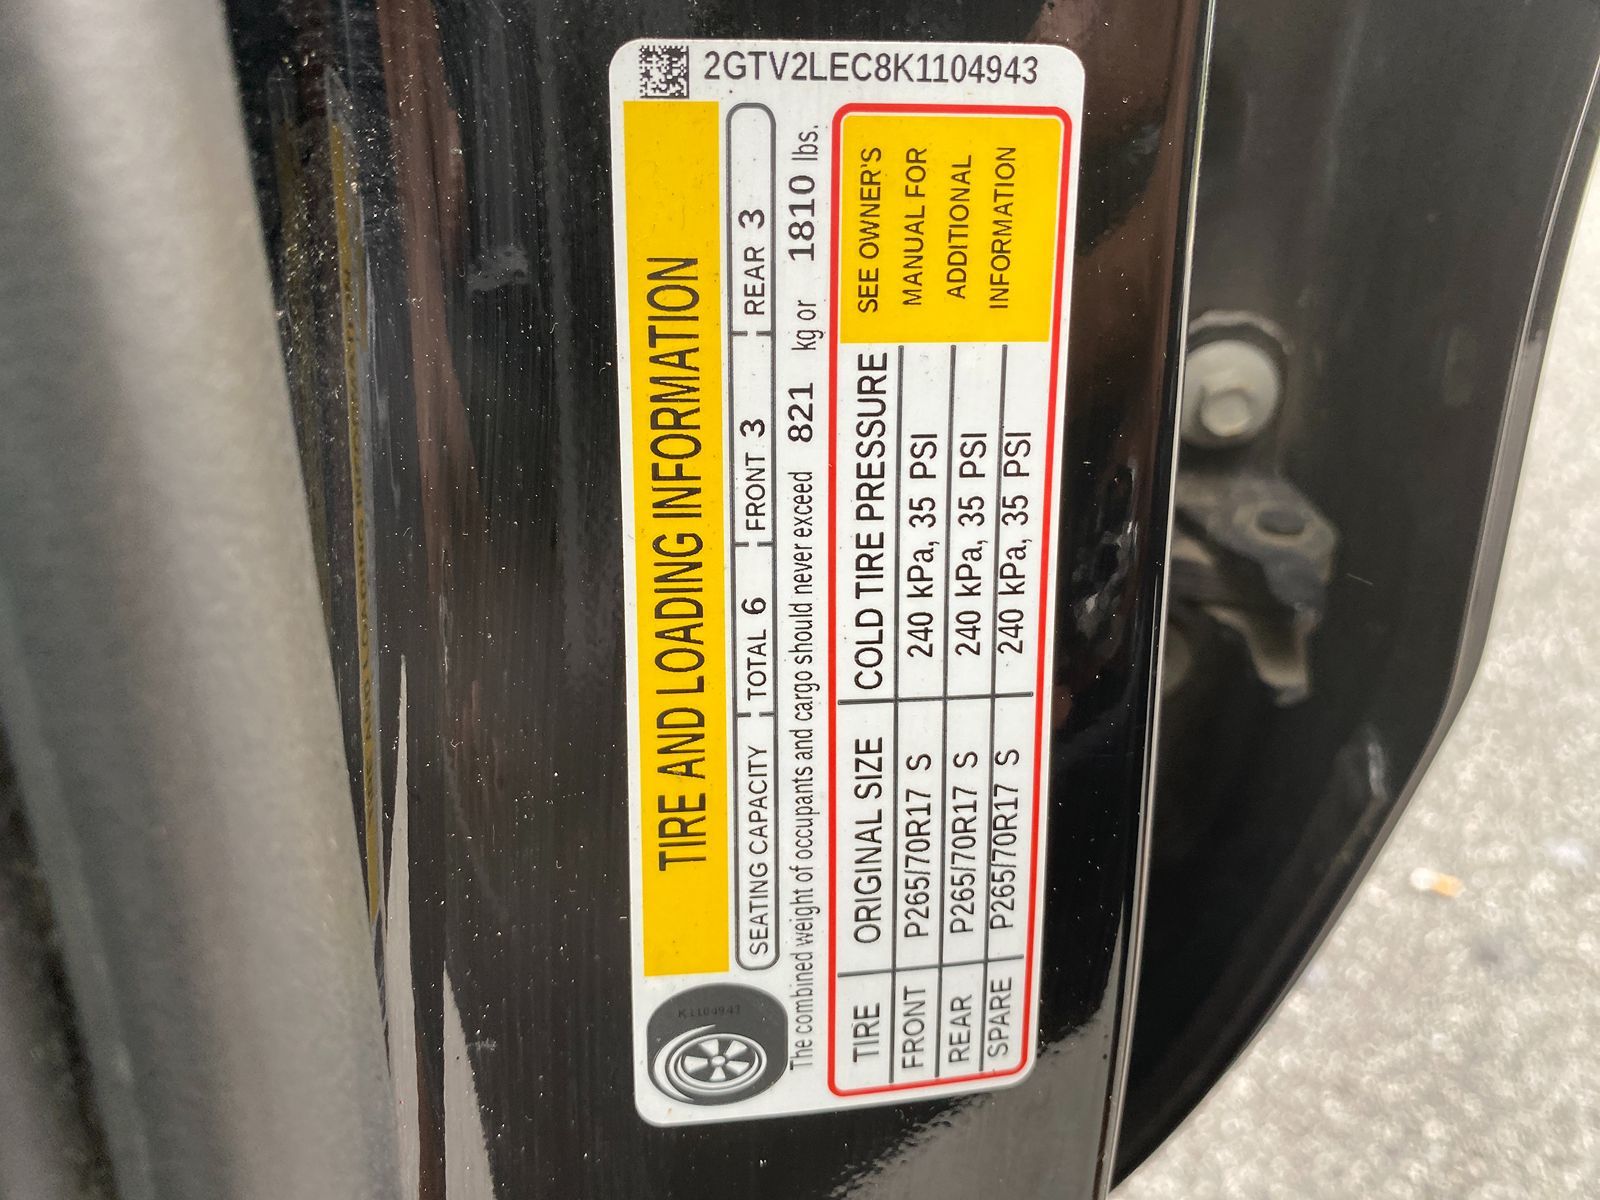 2GTV2LEC8K1104943
TIRE AND LOADING INFORMATION
SEATING CAPACITY TOTAL 6 FRONT 3 REAR 3
The combined weight of occupants and cargo should never exceed 821 kg or 1810 lbs.
TIRE ORIGINAL SIZE COLD TIRE PRESSURE
FRONT P265/70R17 S 240 kPa, 35 PSI
REAR P265/70R17 S 240 kPa, 35 PSI
SPARE P265/70R17 S 240 kPa, 35 PSI
SEE OWNER'S
MANUAL FOR
ADDITIONAL
INFORMATION
K1104943